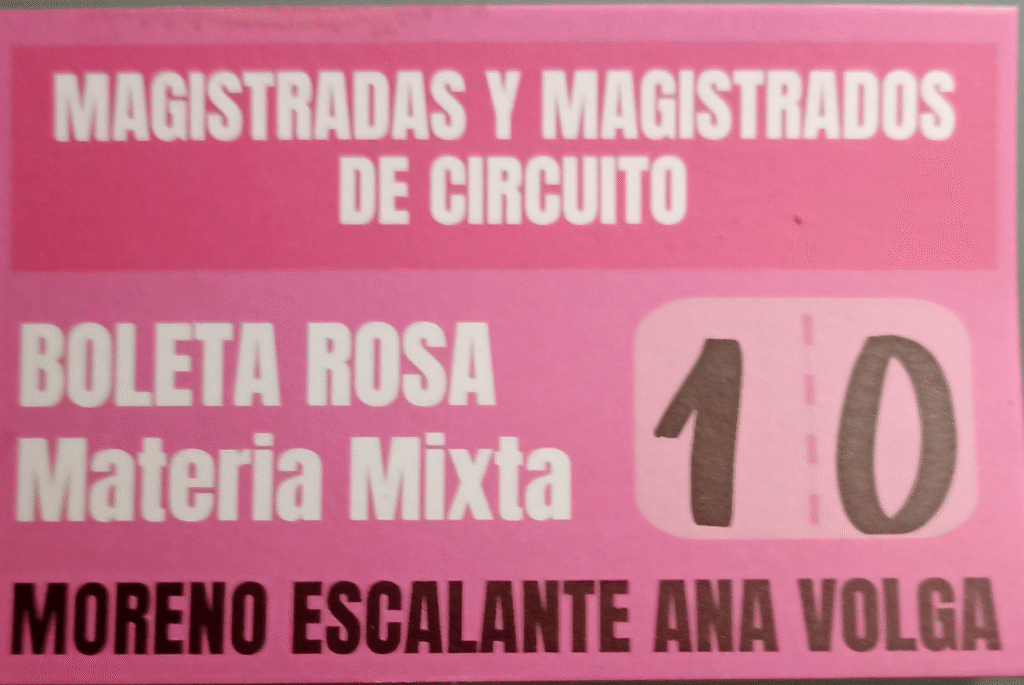 MAGISTRADAS Y MAGISTRADOS
DE CIRCUITO
BOLETA ROSA
Materia Mixta
10
MORENO ESCALANTE ANA VOLGA